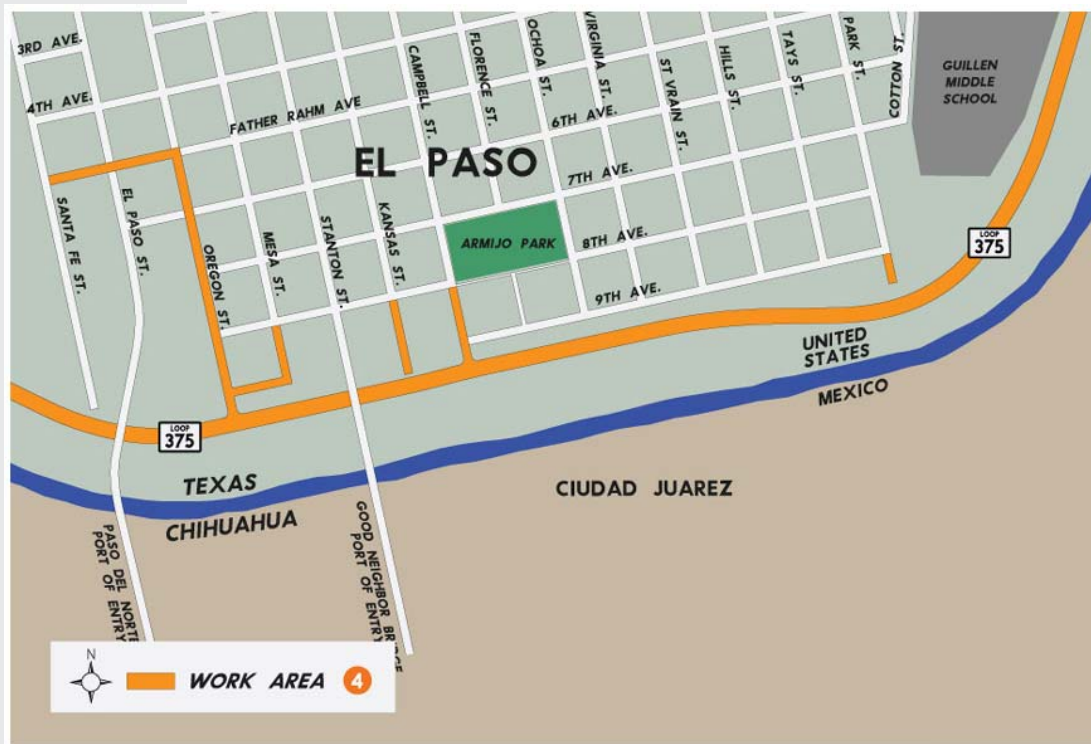 3RD AVE.
4TH AVE.
FATHER RAHM AVE
CAMPBELL ST.
FLORENCE ST.
OCHOA ST.
VIRGINIA ST.
ST VRAIN ST.
HILLS ST.
TAYS ST.
PARK ST.
COTTON ST.
GUILLEN
MIDDLE
SCHOOL
6TH AVE.
EL PASO
7TH AVE.
SANTA FE ST.
EL PASO ST.
OREGON ST.
MESA ST.
STANTON ST.
KANSAS ST.
ARMIJO PARK
8TH AVE.
9TH AVE.
LOOP
375
UNITED
STATES
MEXICO
LOOP
375
TEXAS
CHIHUAHUA
CIUDAD JUAREZ
PASO DEL NORTE
PORT OF ENTRY
GOOD NEIGHBOR BRIDGE
PORT OF ENTRY
N
WORK AREA 4